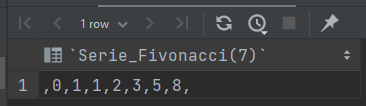 1 row
`Serie_Fivonacci(7)`
1 ,0,1,1,2,3,5,8,